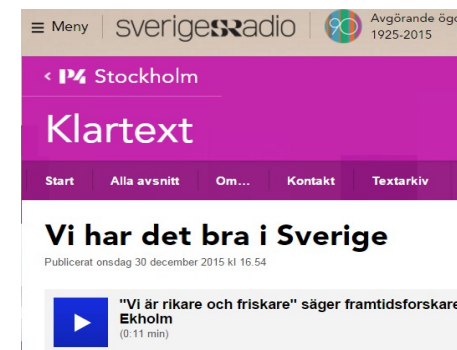 Meny sverigesradio 90 Avgörande ögo
1925-2015
P4 Stockholm
Klartext
Start Alla avsnitt Om... Kontakt Textarkiv
Vi har det bra i Sverige
Publicerat onsdag 30 december 2015 kl 16.54
"Vi är rikare och friskare" säger framtidsforskare
Ekholm
(0:11 min)